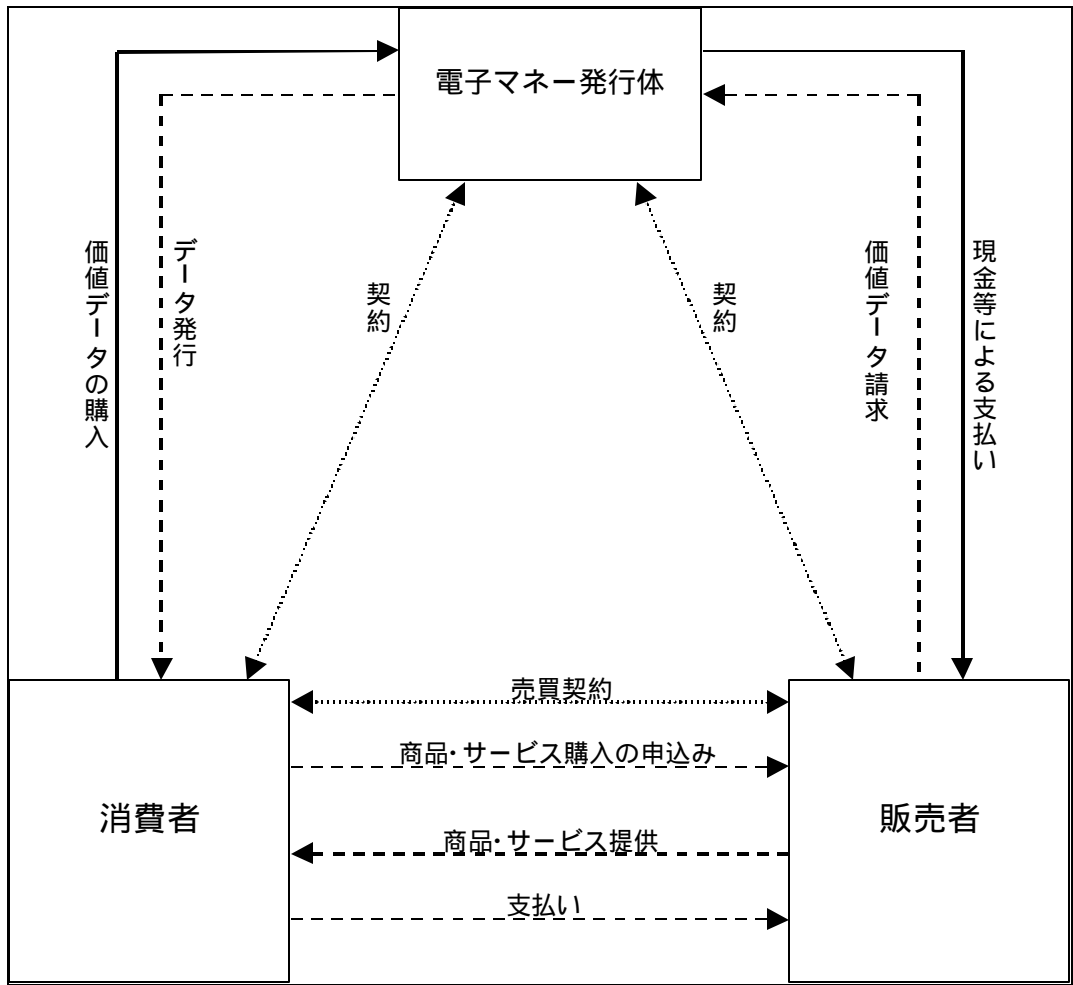 電子マネー発行体
価値データの購入
データ発行
契約
契約
価値データ請求
現金等による支払い
売買契約
商品・サービス購入の申込み
消費者
販売者
商品・サービス提供
支払い